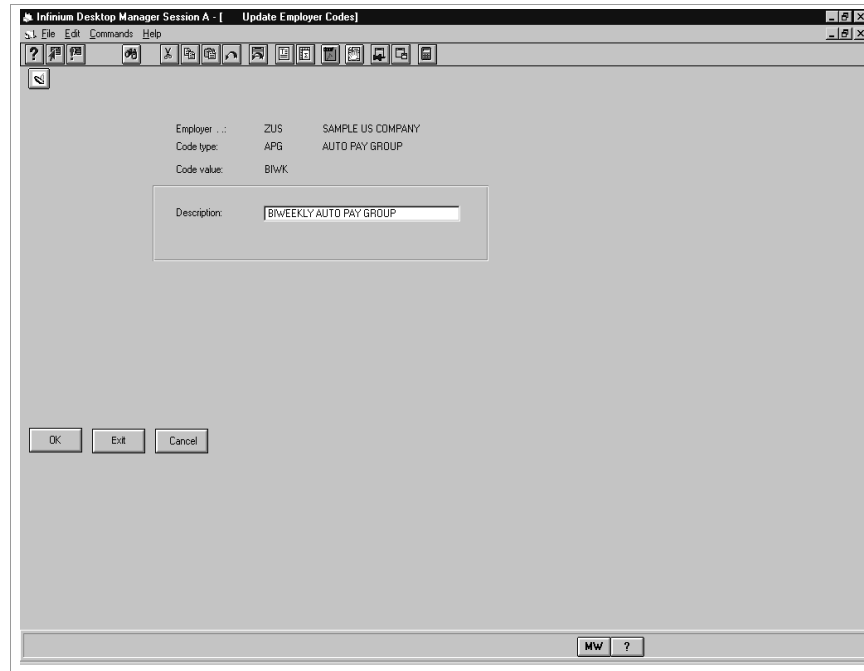 Infinium Desktop Manager Session A - [ Update Employer Codes]
File Edit Commands Help
?
Employer . .: ZUS SAMPLE US COMPANY
Code type: APG AUTO PAY GROUP
Code value: BIWK
Description: BIWEEKLY AUTO PAY GROUP
OK Exit Cancel
MW ?